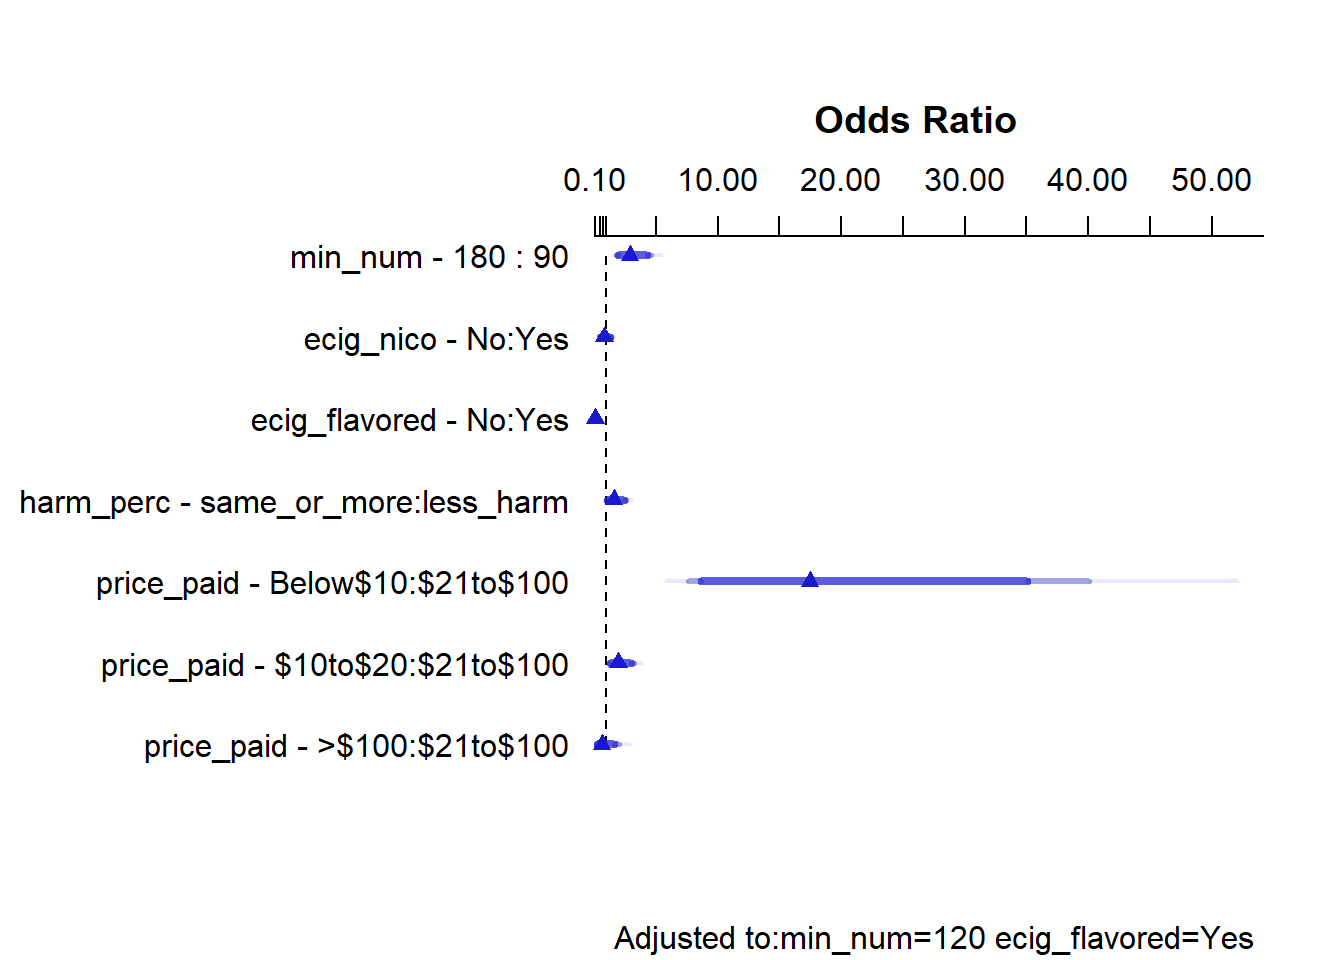 Odds Ratio
0.10 10.00 20.00 30.00 40.00 50.00
min_num - 180 : 90
ecig_nico - No:Yes
ecig_flavored - No:Yes
harm_perc - same_or_more:less_harm
price_paid - Below$10:$21to$100
price_paid - $10to$20:$21to$100
price_paid - >$100:$21to$100
Adjusted to:min_num=120 ecig_flavored=Yes